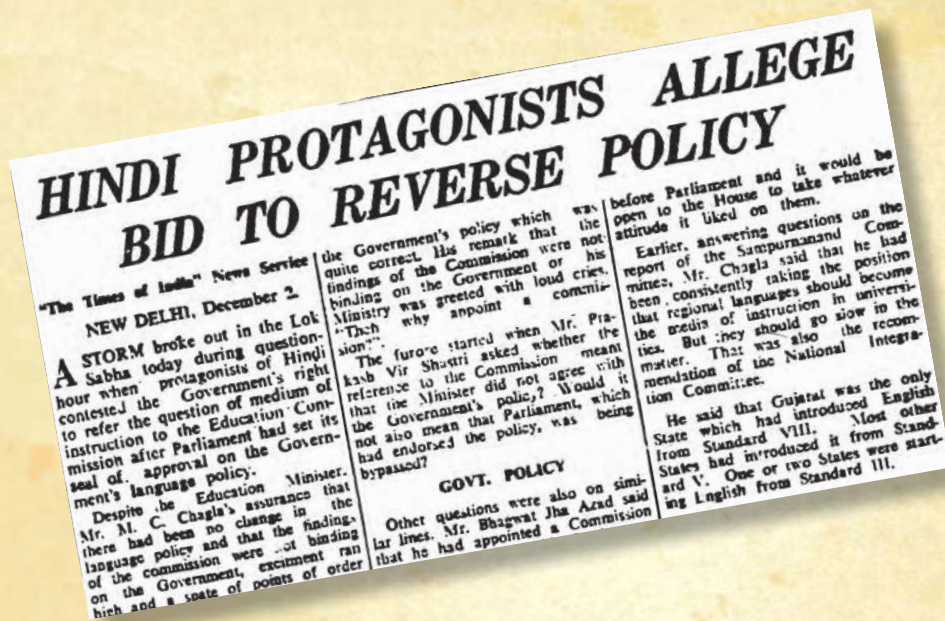 HINDI PROTAGONISTS ALLEGE
BID TO REVERSE POLICY
"The Times of India" News Service
NEW DELHI, December 2.
A STORM broke out in the Lok
Sabha today during question-
hour when protagonists of Hindi
contested the Government's right
to refer the question of medium of
instruction to the Education Com-
mission after Parliament had set its
seal of approval on the Govern-
ment's language policy.
Despite the Education Minister,
Mr. M. C. Chagla's assurance that
there had been no change in the
language policy and that the findings
of the commission were not binding
on the Government, excitment ran
high and a spate of points of order
the Government's policy which was
quite correct. His remark that the
findings of the Commission were not
binding on the Government or his
Ministry was greeted with loud cries,
"Then why appoint a commis-
sion?"
The furore started when Mr. Pra-
kash Vir Shastri asked whether the
reference to the Commission meant
that the Minister did not agree with
the Government's policy? Would it
not also mean that Parliament, which
had endorsed the policy, was being
bypassed?
GOVT. POLICY
Other questions were also on simi-
lar lines. Mr. Bhagwat Jha Azad said
that he had appointed a Commission
before Parliament and it would be
open to the House to take whatever
attitude it liked on them.
Earlier, answering questions on the
report of the Sampurnanand Com-
mittee, Mr. Chagla said that he had
been consistently taking the position
that regional languages should become
the media of instruction in universi-
ties. But they should go slow in the
matter. That was also the recom-
mendation of the National Integra-
tion Committee.
He said that Gujarat was the only
State which had introduced English
from Standard VIII. Most other
States had introduced it from Stand-
ard V. One or two States were start-
ing English from Standard III.